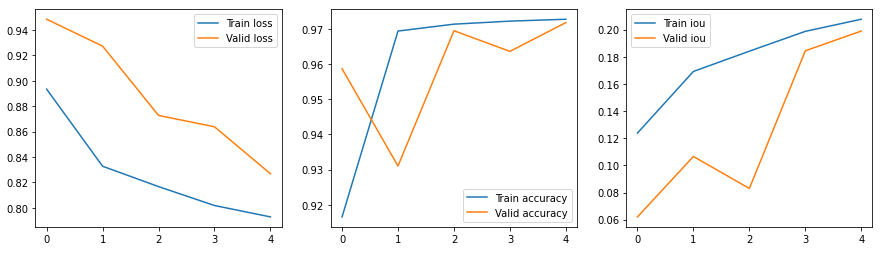 0.94
0.92
0.90
0.88
0.86
0.84
0.82
0.80
0 1 2 3 4
Train loss
Valid loss
0.97
0.96
0.95
0.94
0.93
0.92
0 1 2 3 4
Train accuracy
Valid accuracy
0.20
0.18
0.16
0.14
0.12
0.10
0.08
0.06
0 1 2 3 4
Train iou
Valid iou